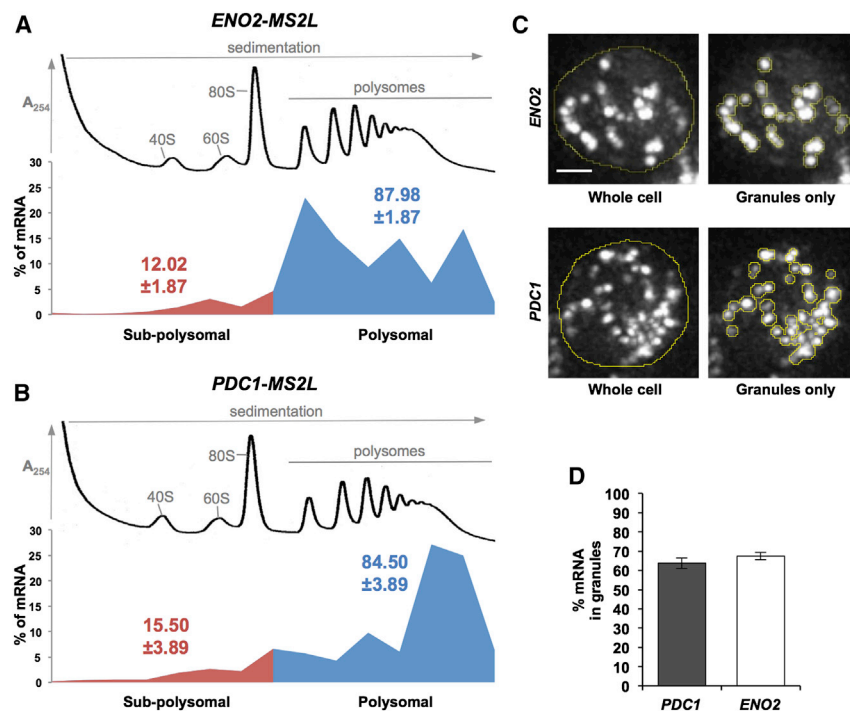 A
ENO2-MS2L
sedimentation
A254
40S
60S
80S
polysomes
30
25
20
15
10
5
0
% of mRNA
12.02
±1.87
87.98
±1.87
Sub-polysomal
Polysomal
B
PDC1-MS2L
sedimentation
A254
40S
60S
80S
polysomes
30
25
20
15
10
5
0
% of mRNA
15.50
±3.89
84.50
±3.89
Sub-polysomal
Polysomal
C
ENO2
Whole cell
Granules only
PDC1
Whole cell
Granules only
D
100
90
80
70
60
50
40
30
20
10
0
% mRNA
in granules
PDC1
ENO2